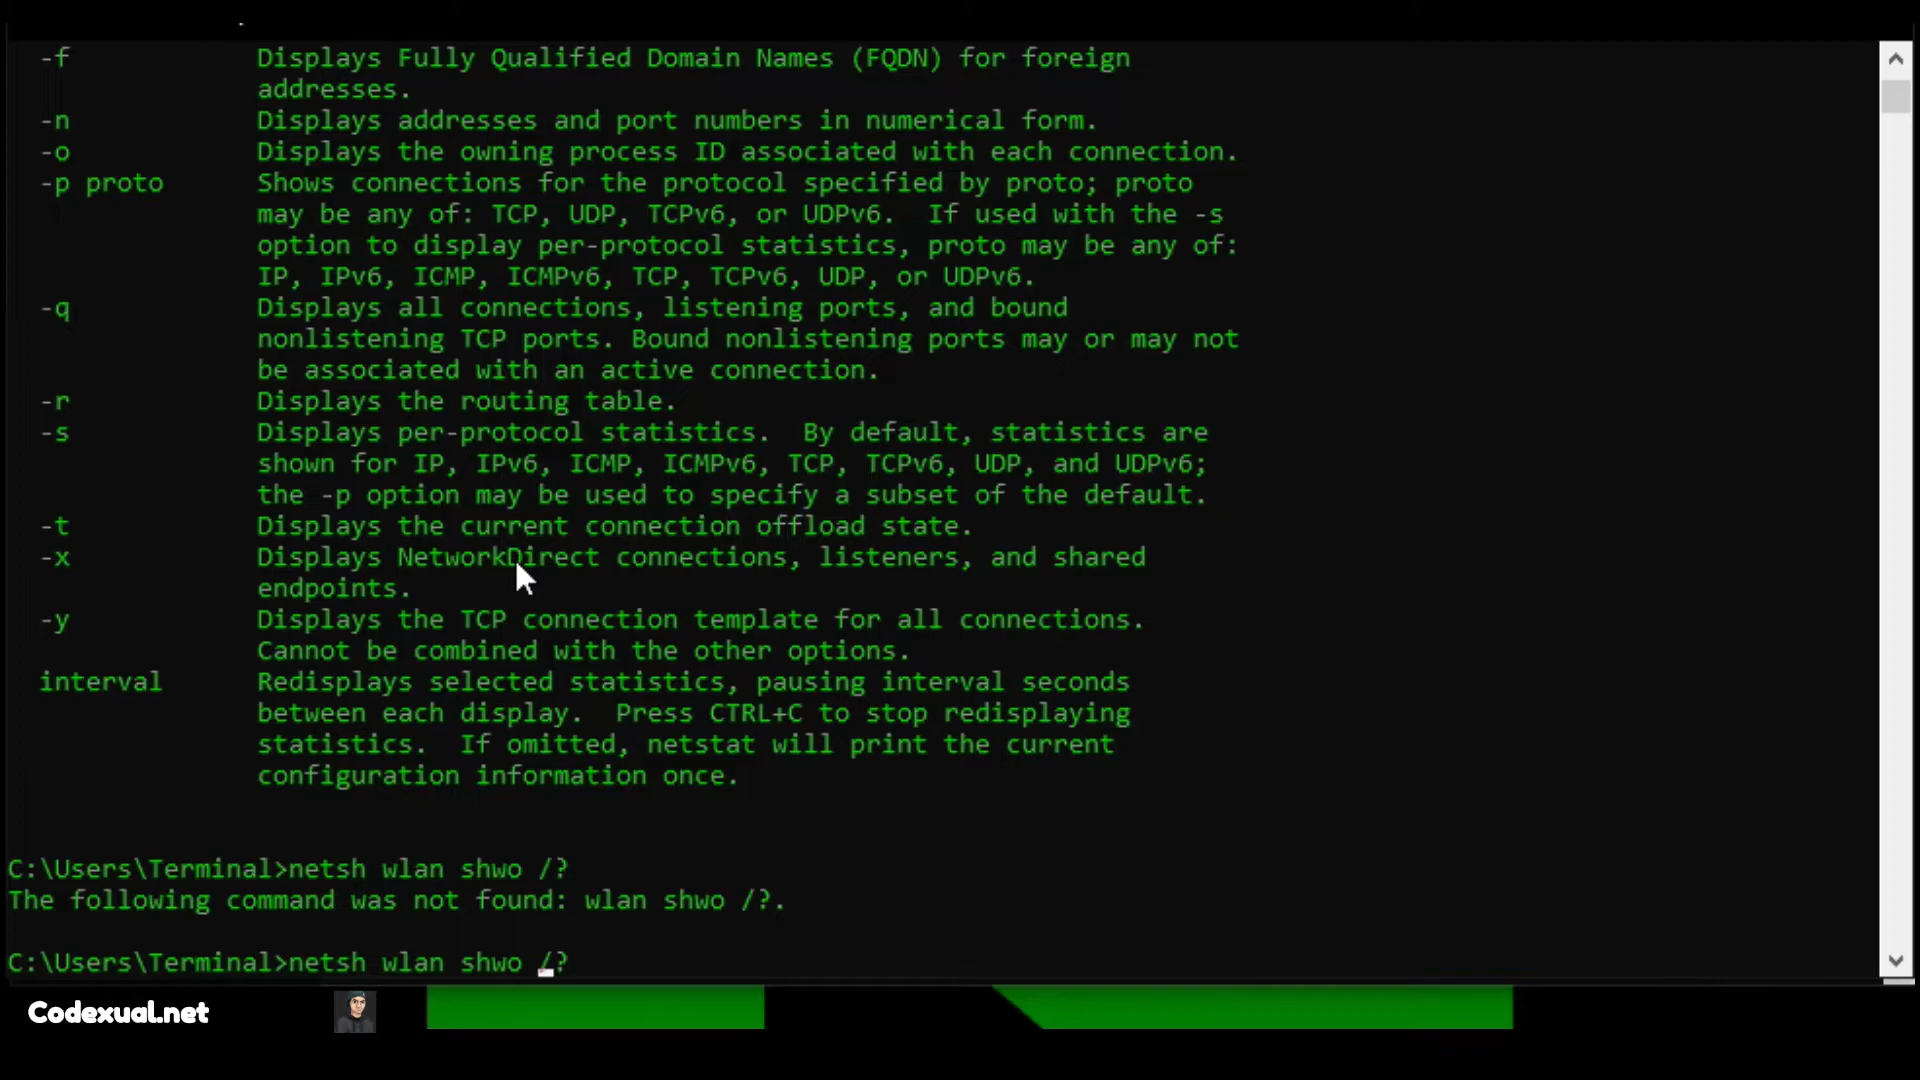 -f Displays Fully Qualified Domain Names (FQDN) for foreign
addresses.
-n Displays addresses and port numbers in numerical form.
-o Displays the owning process ID associated with each connection.
-p proto Shows connections for the protocol specified by proto; proto
may be any of: TCP, UDP, TCPv6, or UDPv6. If used with the -s
option to display per-protocol statistics, proto may be any of:
IP, IPv6, ICMP, ICMPv6, TCP, TCPv6, UDP, or UDPv6.
-q Displays all connections, listening ports, and bound
nonlistening TCP ports. Bound nonlistening ports may or may not
be associated with an active connection.
-r Displays the routing table.
-s Displays per-protocol statistics. By default, statistics are
shown for IP, IPv6, ICMP, ICMPv6, TCP, TCPv6, UDP, and UDPv6;
the -p option may be used to specify a subset of the default.
-t Displays the current connection offload state.
-x Displays NetworkDirect connections, listeners, and shared
endpoints.
-y Displays the TCP connection template for all connections.
Cannot be combined with the other options.
interval Redisplays selected statistics, pausing interval seconds
between each display. Press CTRL+C to stop redisplaying
statistics. If omitted, netstat will print the current
configuration information once.
C:\Users\Terminal>netsh wlan shwo /?
The following command was not found: wlan shwo /?.
C:\Users\Terminal>netsh wlan shwo /?
Codexual.net